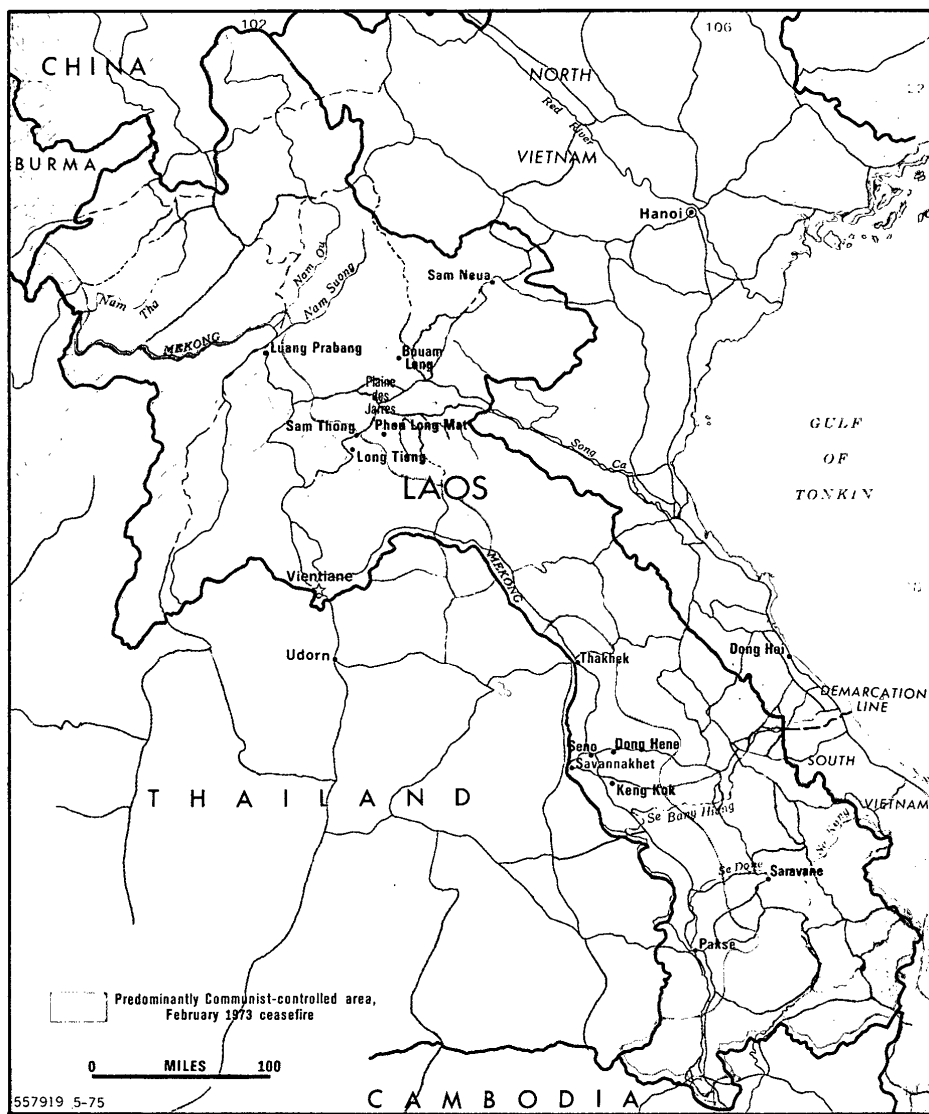 102
106
CHINA
NORTH
Red River
BURMA
VIETNAM
Hanoi
Nam Ou
Sam Neua
Nam Suong
Nam Tha
MEKONG
Luang Prabang
Bouam
Long
Plaine
des
Jarres
GULF
OF
TONKIN
Sam Thong
Phou Long Mat
Song Ca
Long Tieng
LAOS
MEKONG
Vientiane
Udorn
Thakhek
Dong Hoi
DEMARCATION
LINE
Seno
Dong Hene
Savannakhet
SOUTH
Keng Kok
THAILAND
VIETNAM
Se Bang Hiang
Se Kong
Se Done
Saravane
Pakse
Predominantly Communist-controlled area,
February 1973 ceasefire
0 MILES 100
557919 5-75
CAMBODIA